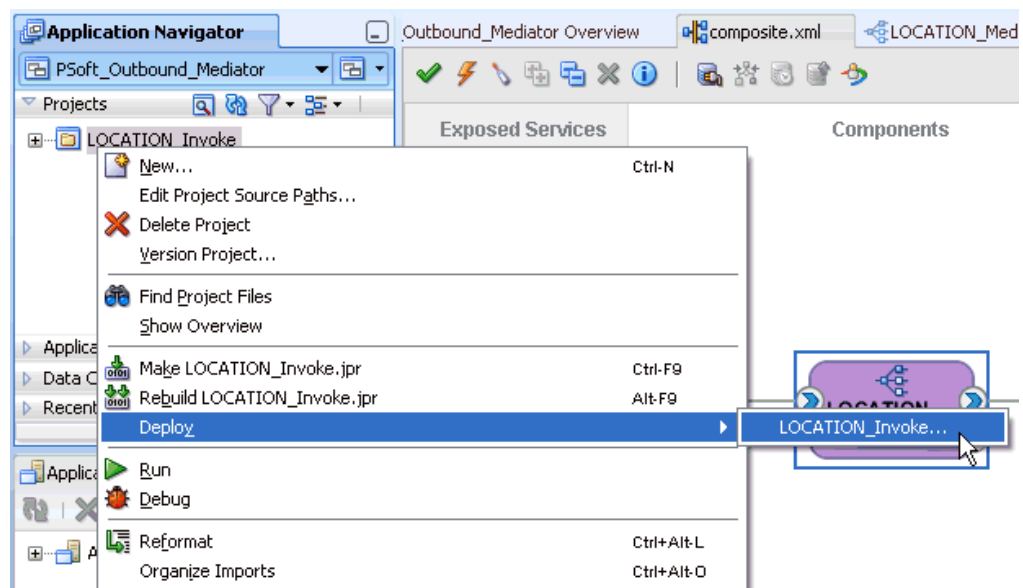 Application Navigator
Outbound_Mediator Overview
composite.xml
LOCATION_Med
PSoft_Outbound_Mediator
Projects
Exposed Services
Components
LOCATION_Invoke
New... Ctrl-N
Edit Project Source Paths...
Delete Project
Version Project...
Find Project Files
Show Overview
Applica
Make LOCATION_Invoke.jpr Ctrl-F9
Data C
Rebuild LOCATION_Invoke.jpr Alt-F9
Recent
LOCATION
Deploy
LOCATION_Invoke...
Applica
Run
Debug
Reformat Ctrl+Alt-L
A
Organize Imports Ctrl+Alt-O